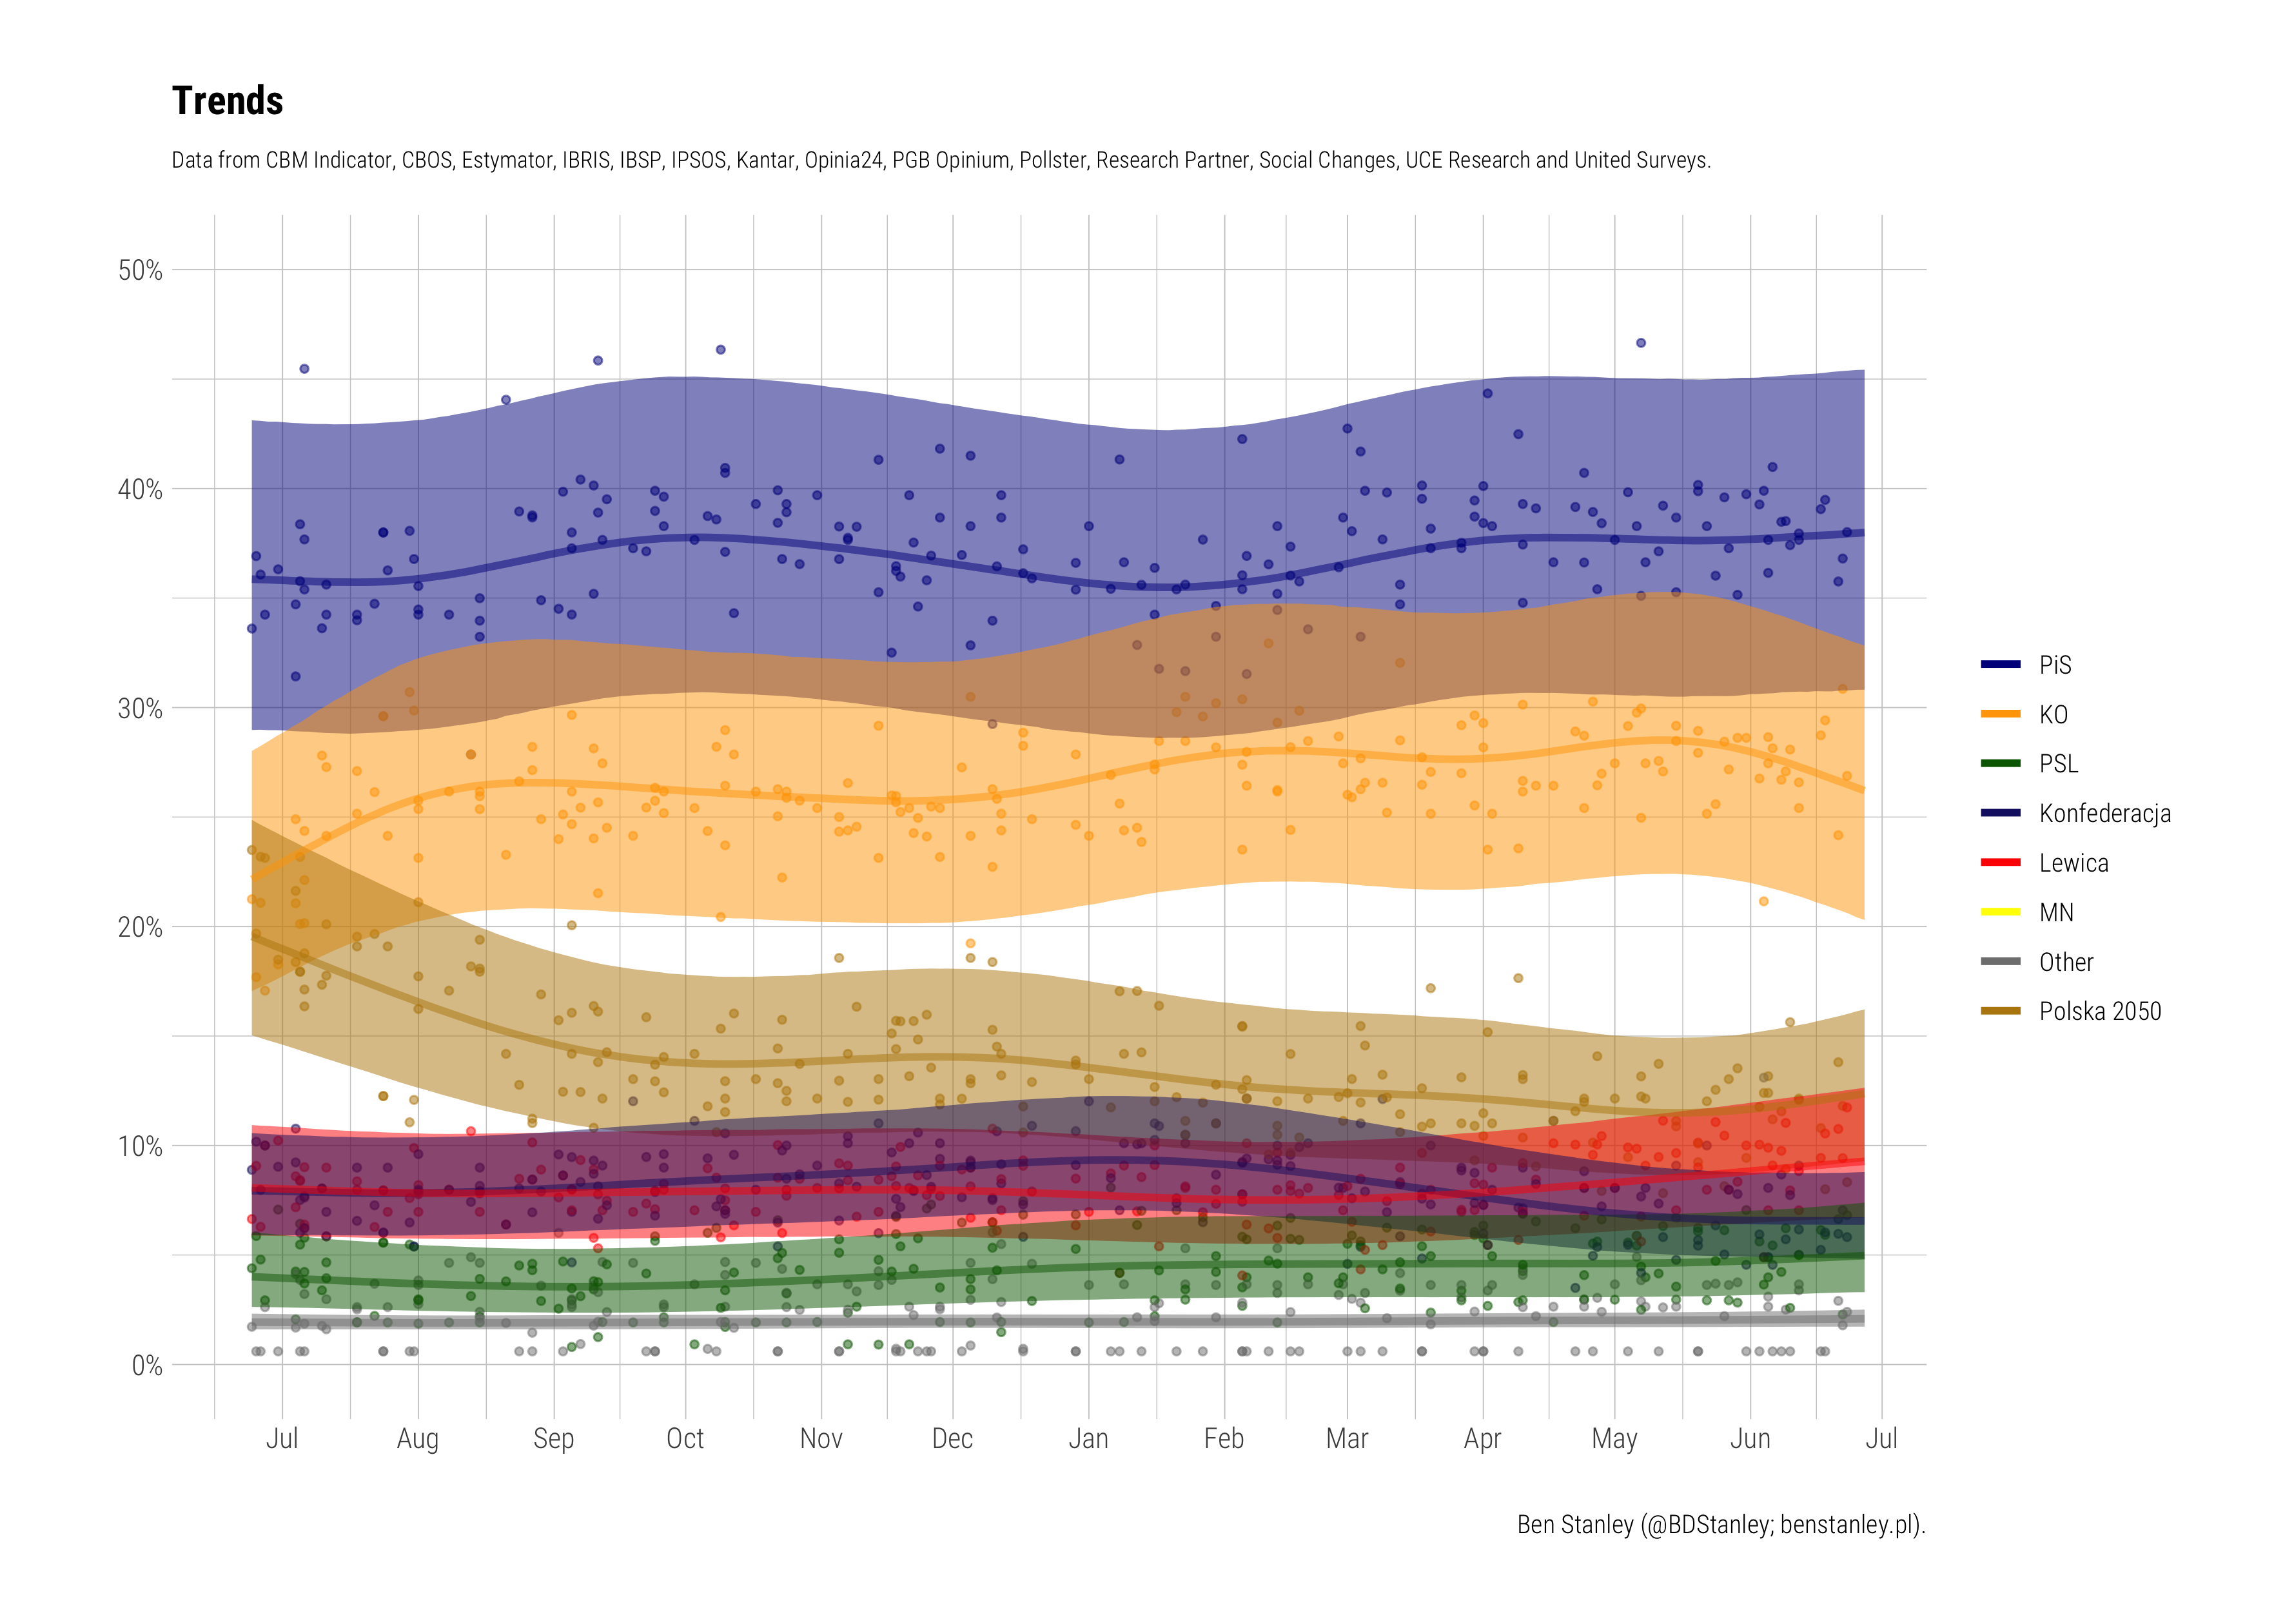 Trends
Data from CBM Indicator, CBOS, Estymator, IBRIS, IBSP, IPSOS, Kantar, Opinia24, PGB Opinium, Pollster, Research Partner, Social Changes, UCE Research and United Surveys.
50%
40%
30%
20%
10%
0%
Jul Aug Sep Oct Nov Dec Jan Feb Mar Apr May Jun Jul
PiS
KO
PSL
Konfederacja
Lewica
MN
Other
Polska 2050
Ben Stanley (@BDStanley; benstanley.pl).